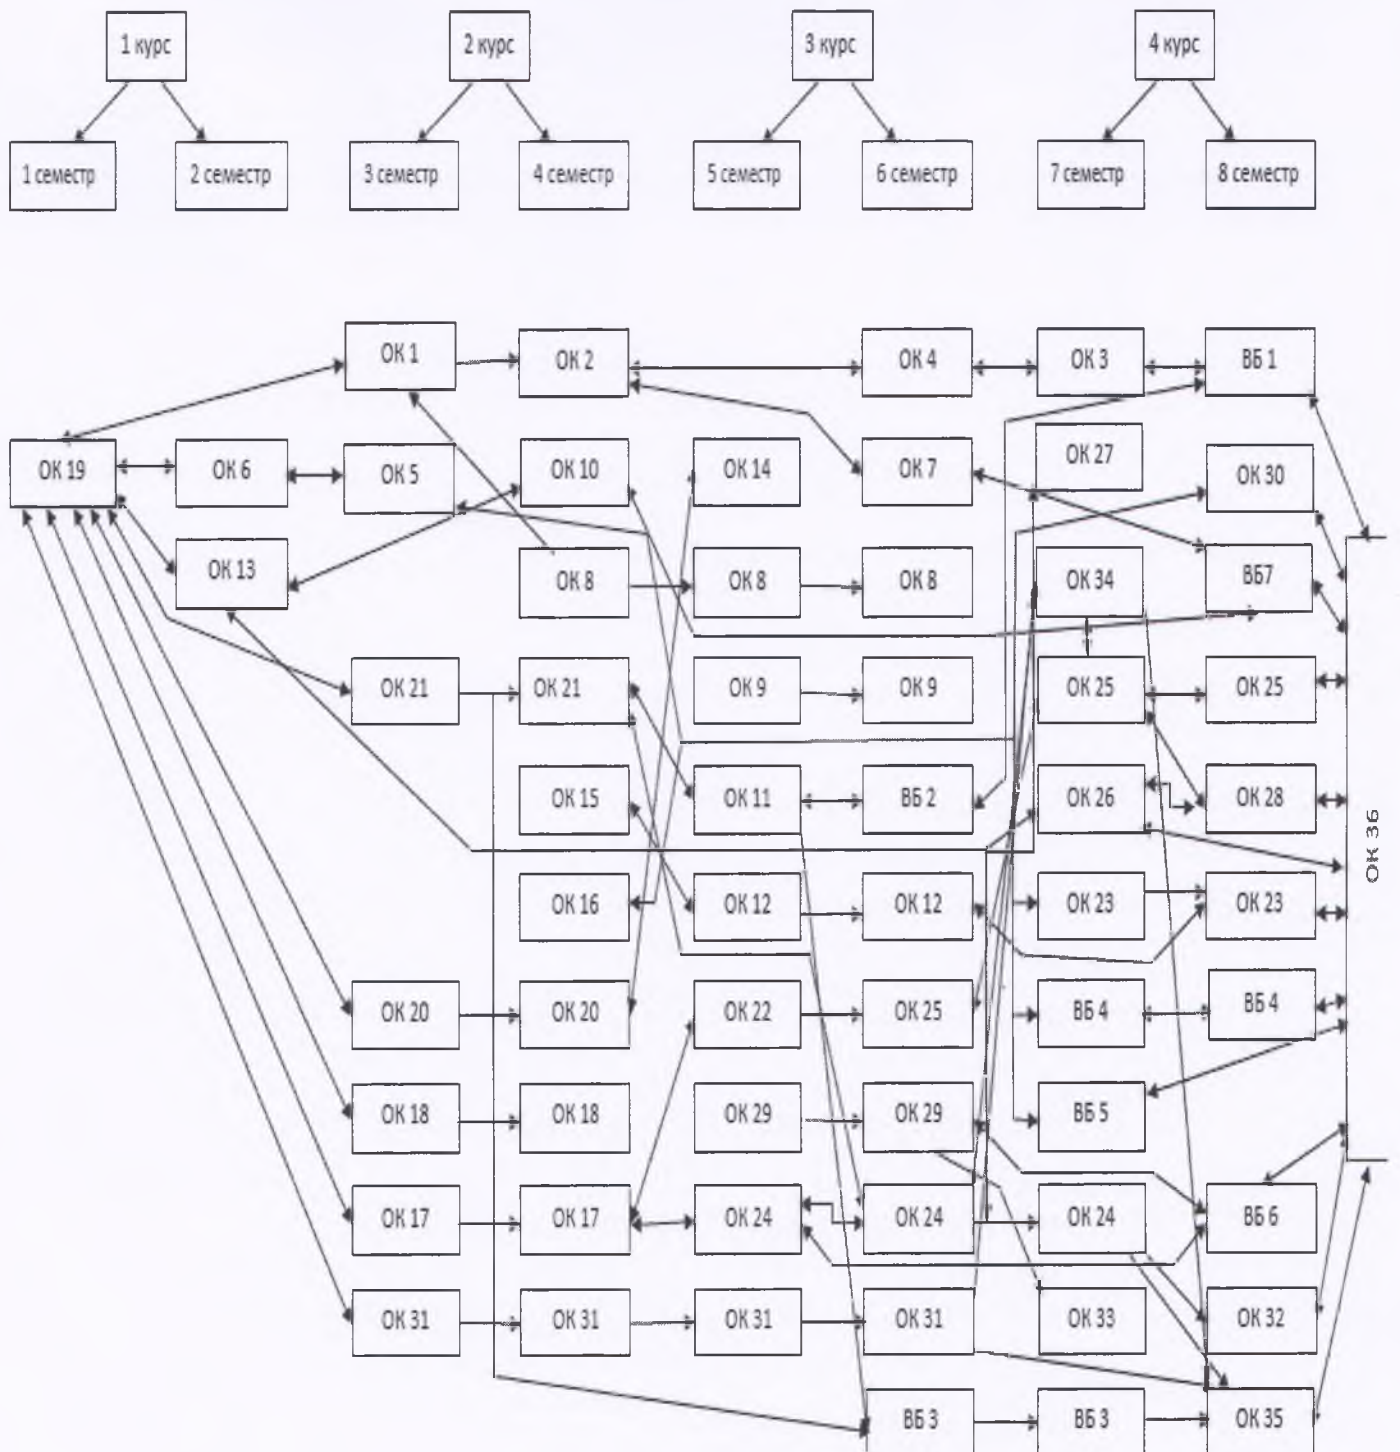 1 курс 2 курс 3 курс 4 курс
1 семестр 2 семестр 3 семестр 4 семестр 5 семестр 6 семестр 7 семестр 8 семестр
ОК 1 ОК 2 ОК 4 ОК 3 ВБ 1
ОК 19 ОК 6 ОК 5 ОК 10 ОК 14 ОК 7 ОК 27 ОК 30
ОК 13 ОК 8 ОК 8 ОК 8 ОК 34 ВБ7
ОК 21 ОК 21 ОК 9 ОК 9 ОК 25 ОК 25
ОК 15 ОК 11 ВБ 2 ОК 26 ОК 28
ОК 36
ОК 16 ОК 12 ОК 12 ОК 23 ОК 23
ОК 20 ОК 20 ОК 22 ОК 25 ВБ 4 ВБ 4
ОК 18 ОК 18 ОК 29 ОК 29 ВБ 5
ОК 17 ОК 17 ОК 24 ОК 24 ОК 24 ВБ 6
ОК 31 ОК 31 ОК 31 ОК 31 ОК 33 ОК 32
ВБ 3 ВБ 3 ОК 35